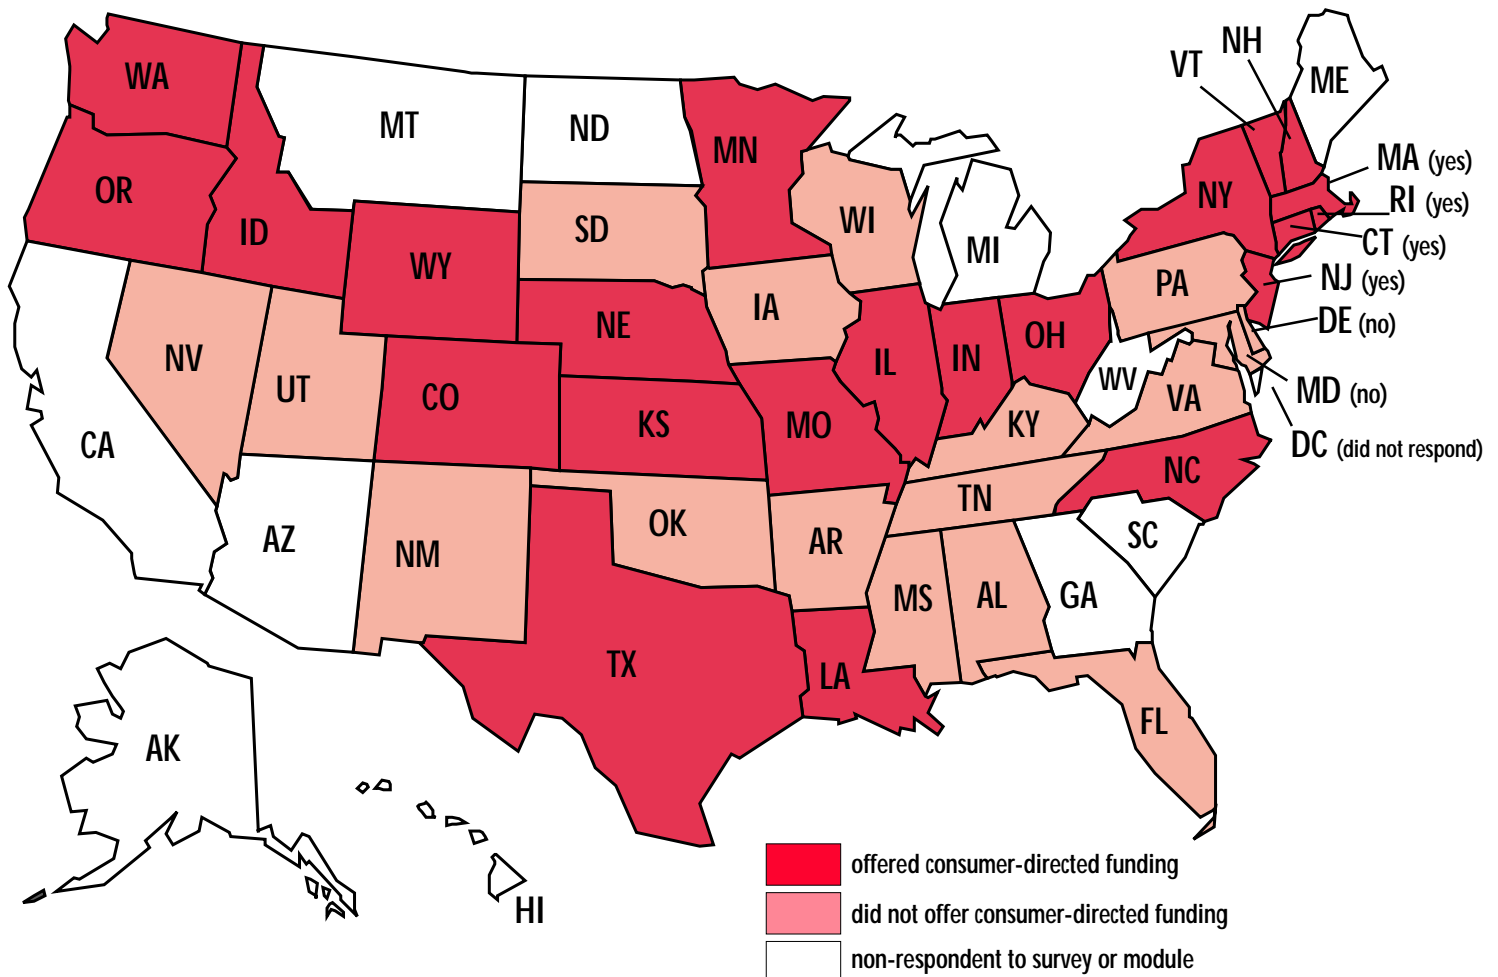 NH
VT
ME
WA
MT
ND
MN
MA (yes)
OR
NY
RI (yes)
ID
SD
WI
CT (yes)
WY
MI
NJ (yes)
PA
IA
NE
DE (no)
OH
NV
IL
IN
UT
CO
WV
MD (no)
VA
KS
MO
KY
CA
DC (did not respond)
NC
TN
OK
AZ
AR
SC
NM
MS
AL
GA
TX
LA
FL
AK
offered consumer-directed funding
HI
did not offer consumer-directed funding
non-respondent to survey or module